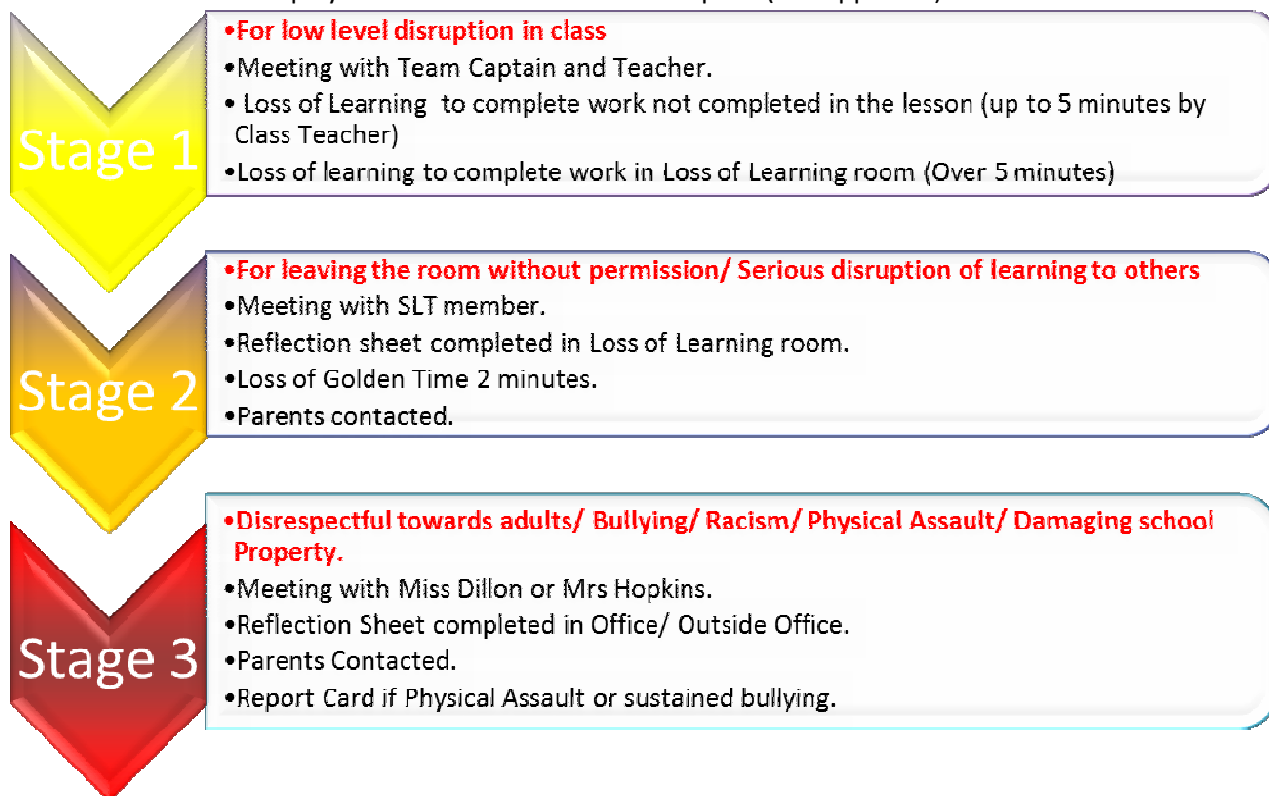 Stage 1
•For low level disruption in class
•Meeting with Team Captain and Teacher.
• Loss of Learning to complete work not completed in the lesson (up to 5 minutes by
Class Teacher)
•Loss of learning to complete work in Loss of Learning room (Over 5 minutes)
Stage 2
•For leaving the room without permission/ Serious disruption of learning to others
•Meeting with SLT member.
•Reflection sheet completed in Loss of Learning room.
•Loss of Golden Time 2 minutes.
•Parents contacted.
Stage 3
•Disrespectful towards adults/ Bullying/ Racism/ Physical Assault/ Damaging school
Property.
•Meeting with Miss Dillon or Mrs Hopkins.
•Reflection Sheet completed in Office/ Outside Office.
•Parents Contacted.
•Report Card if Physical Assault or sustained bullying.